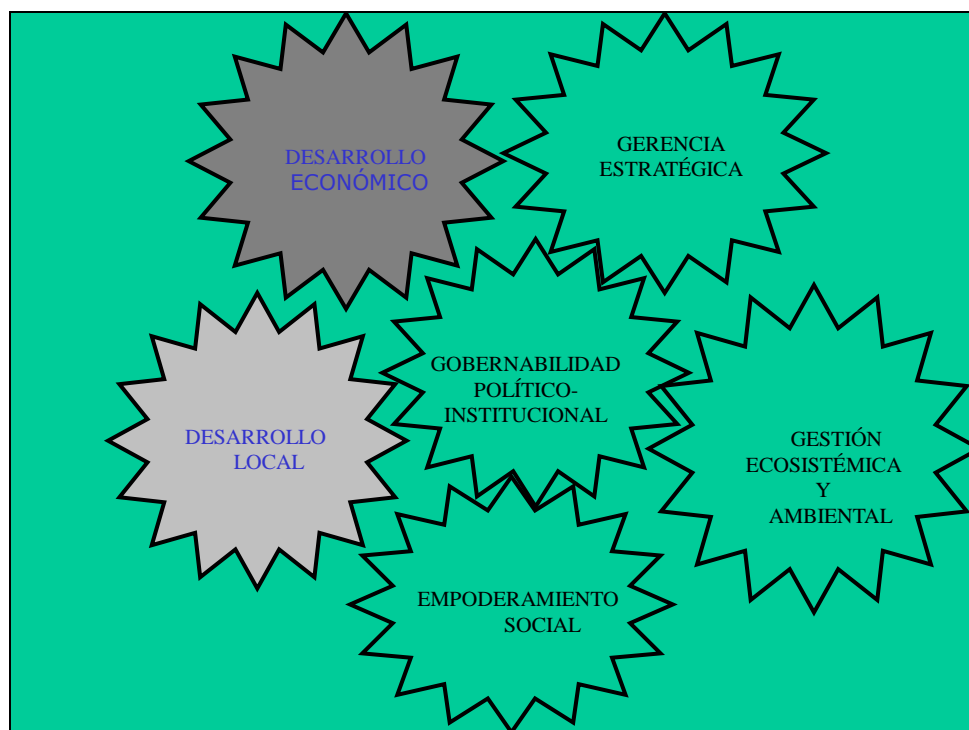 DESARROLLO
ECONÓMICO
GERENCIA
ESTRATÉGICA
GOBERNABILIDAD
POLÍTICO-
INSTITUCIONAL
DESARROLLO
LOCAL
GESTIÓN
ECOSISTÉMICA
Y
AMBIENTAL
EMPODERAMIENTO
SOCIAL